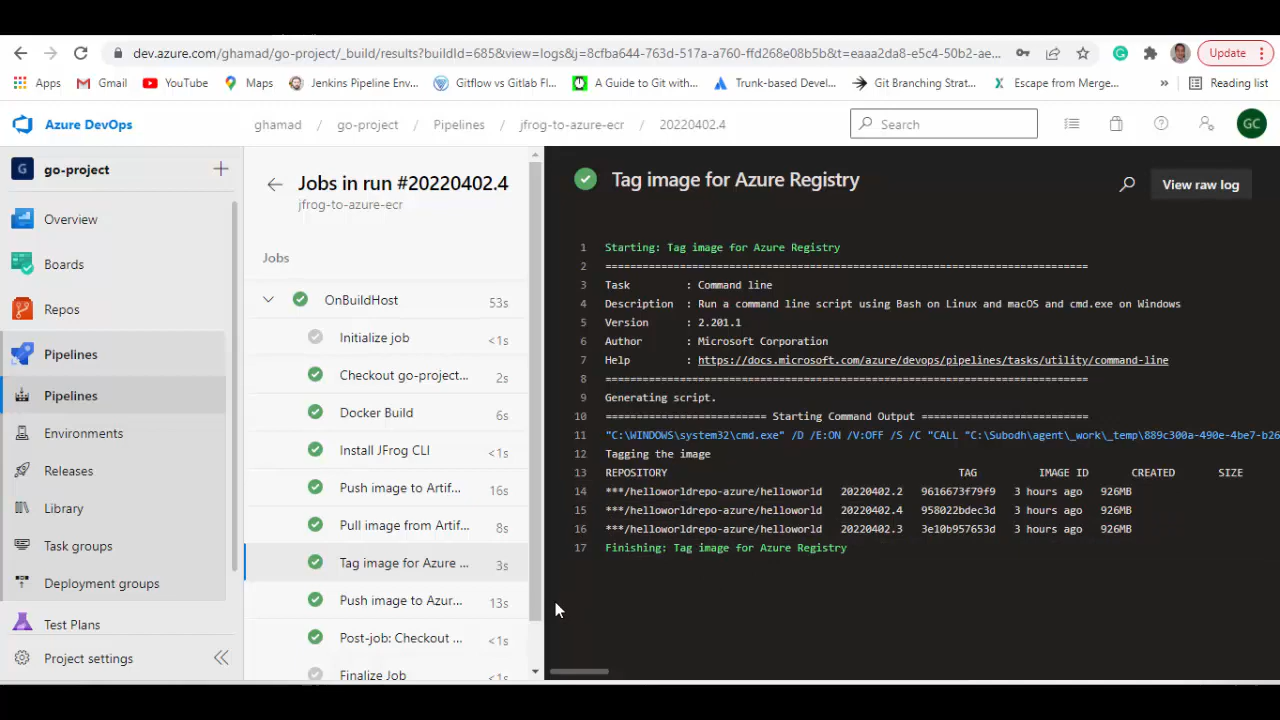 dev.azure.com/ghamad/go-project/_build/results?buildId=685&view=logs&j=8cfba644-763d-517a-a760-ffd268e08b5b&t=eaaa2da8-e5c4-50b2-ae...
Update
Apps
Gmail
YouTube
Maps
Jenkins Pipeline Env...
Gitflow vs Gitlab Fl...
A Guide to Git with...
Trunk-based Devel...
Git Branching Strat...
Escape from Merge...
»
Reading list
Azure DevOps
ghamad / go-project / Pipelines / jfrog-to-azure-ecr / 20220402.4
Search
GC
G go-project
Overview
Boards
Repos
Pipelines
Pipelines
Environments
Releases
Library
Task groups
Deployment groups
Test Plans
Project settings
Jobs in run #20220402.4
jfrog-to-azure-ecr
Jobs
OnBuildHost 53s
Initialize job <1s
Checkout go-project... 2s
Docker Build 6s
Install JFrog CLI <1s
Push image to Artif... 16s
Pull image from Artif... 8s
Tag image for Azure ... 3s
Push image to Azur... 13s
Post-job: Checkout ... <1s
Finalize Job <1s
Tag image for Azure Registry
View raw log
1 Starting: Tag image for Azure Registry
2 ==============================================================================
3 Task : Command line
4 Description : Run a command line script using Bash on Linux and macOS and cmd.exe on Windows
5 Version : 2.201.1
6 Author : Microsoft Corporation
7 Help : https://docs.microsoft.com/azure/devops/pipelines/tasks/utility/command-line
8 ==============================================================================
9 Generating script.
10 ========================== Starting Command Output ===========================
11 "C:\WINDOWS\system32\cmd.exe" /D /E:ON /V:OFF /S /C "CALL "C:\Subodh\agent\_work\_temp\889c300a-490e-4be7-b26
12 Tagging the image
13 REPOSITORY TAG IMAGE ID CREATED SIZE
14 ***/helloworldrepo-azure/helloworld 20220402.2 9616673f79f9 3 hours ago 926MB
15 ***/helloworldrepo-azure/helloworld 20220402.4 958022bdec3d 3 hours ago 926MB
16 ***/helloworldrepo-azure/helloworld 20220402.3 3e10b957653d 3 hours ago 926MB
17 Finishing: Tag image for Azure Registry